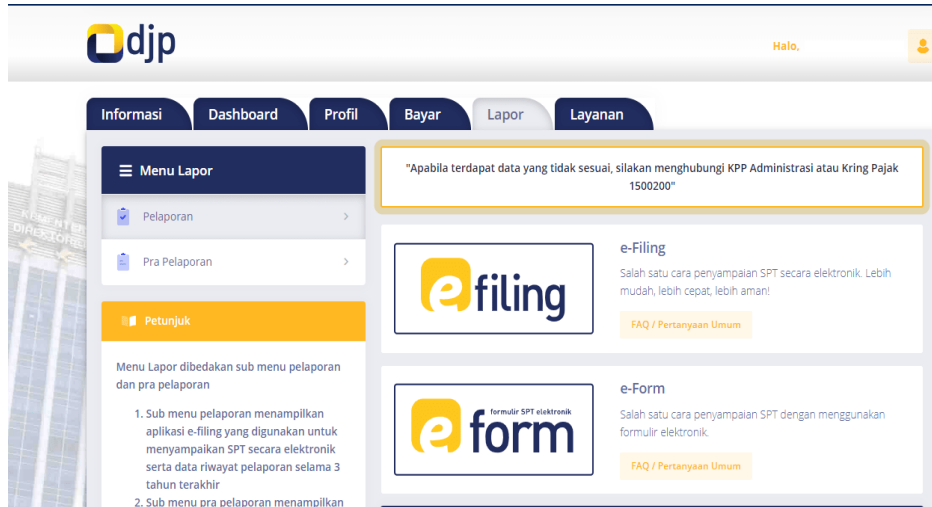 djp
Halo,
Informasi
Dashboard
Profil
Bayar
Lapor
Layanan
Menu Lapor
Pelaporan
Pra Pelaporan
Petunjuk
Menu Lapor dibedakan sub menu pelaporan
dan pra pelaporan
1. Sub menu pelaporan menampilkan
aplikasi e-filing yang digunakan untuk
menyampaikan SPT secara elektronik
serta data riwayat pelaporan selama 3
tahun terakhir
2. Sub menu pra pelaporan menampilkan
"Apabila terdapat data yang tidak sesuai, silakan menghubungi KPP Administrasi atau Kring Pajak
1500200"
e filing
e-Filing
Salah satu cara penyampaian SPT secara elektronik. Lebih
mudah, lebih cepat, lebih aman!
FAQ / Pertanyaan Umum
formulir SPT elektronik
e form
e-Form
Salah satu cara penyampaian SPT dengan menggunakan
formulir elektronik.
FAQ / Pertanyaan Umum